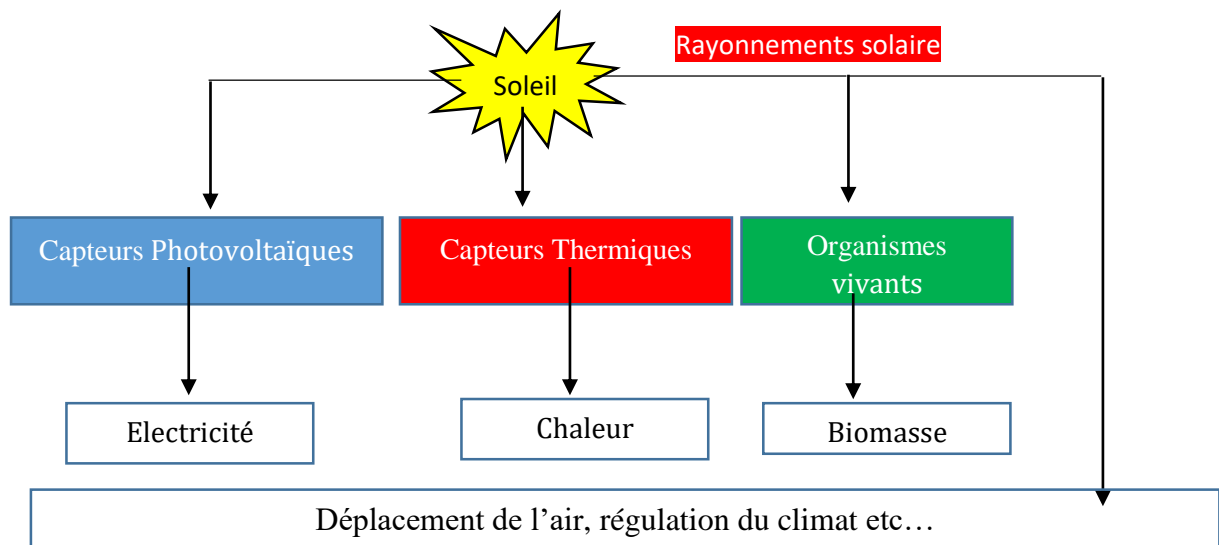 Rayonnements solaire
Soleil
Capteurs Photovoltaïques
Capteurs Thermiques
Organismes
vivants
Electricité
Chaleur
Biomasse
Déplacement de l’air, régulation du climat etc…